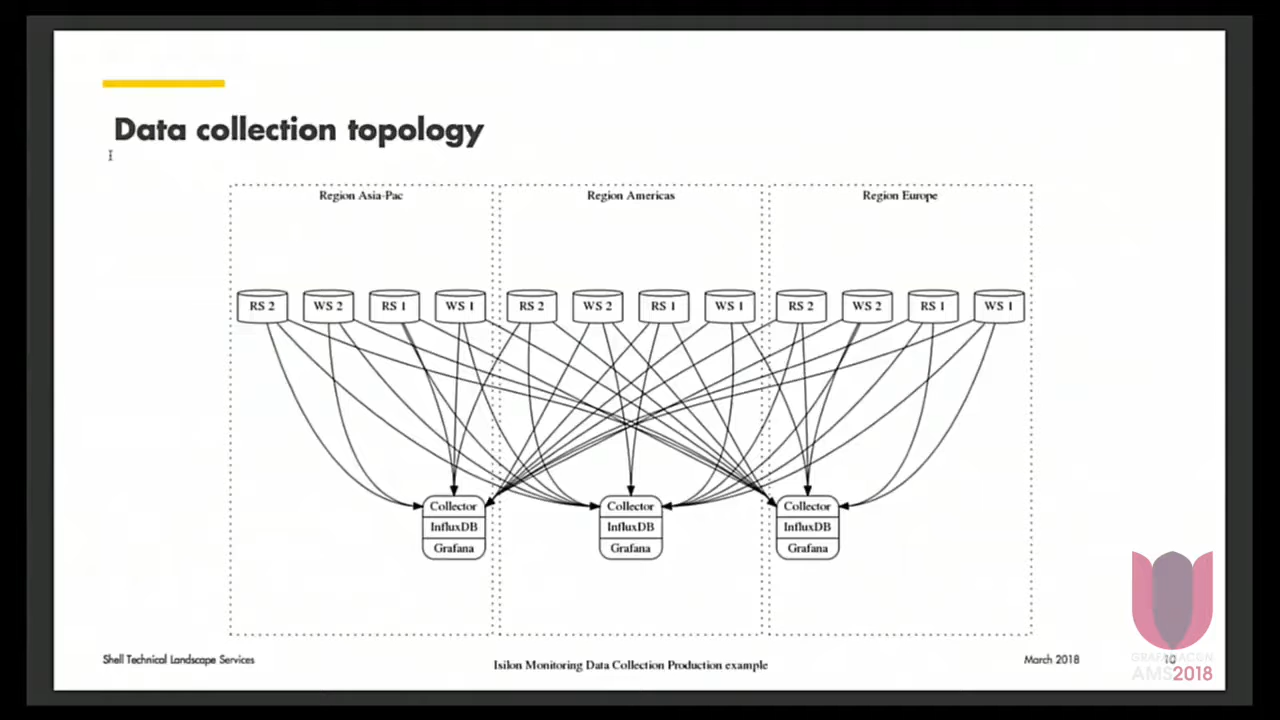 Data collection topology
Region Asia-Pac
Region Americas
Region Europe
RS 2
WS 2
RS 1
WS 1
RS 2
WS 2
RS 1
WS 1
RS 2
WS 2
RS 1
WS 1
Collector
InfluxDB
Grafana
Collector
InfluxDB
Grafana
Collector
InfluxDB
Grafana
Shell Technical Landscape Services
Isilon Monitoring Data Collection Production example
March 2018
10
GRAFANACON
AMS2018